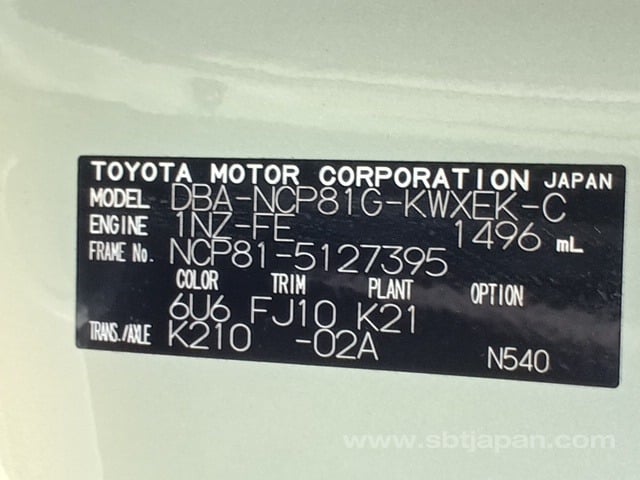 TOYOTA MOTOR CORPORATION JAPAN
MODEL DBA-NCP81G-KWXEK-C
ENGINE 1NZ-FE 1496 mL
FRAME No. NCP81-5127395
COLOR TRIM PLANT OPTION
6U6 FJ10 K21
TRANS./AXLE K210 -02A N540
www.sbtjapan.com